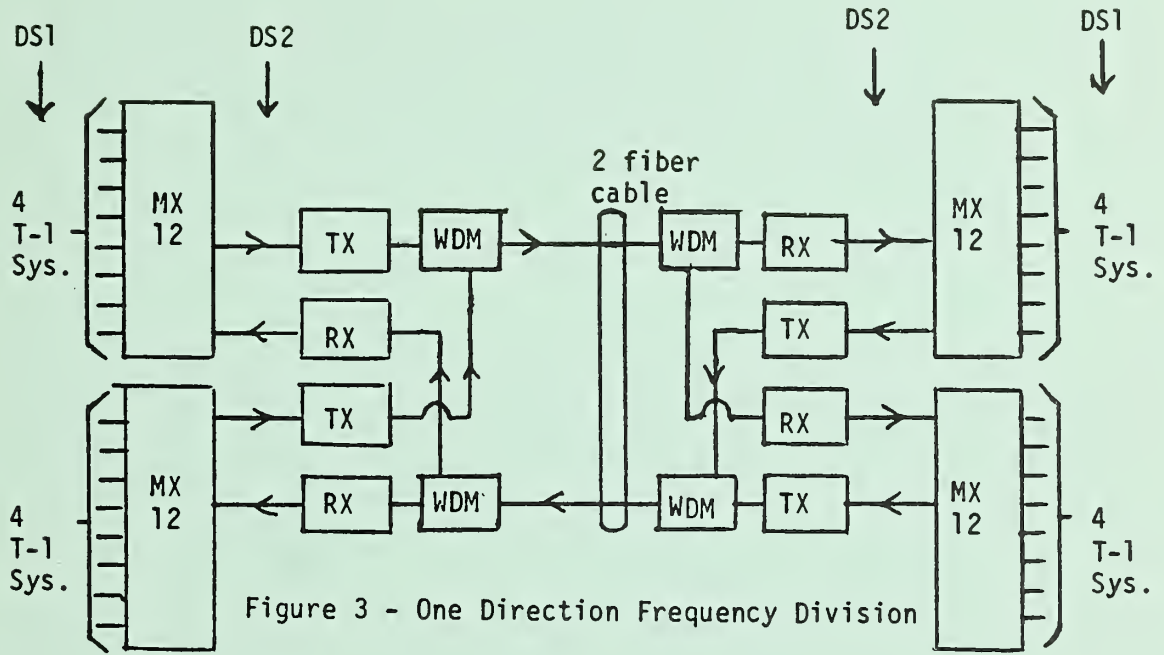 DS1
DS2
DS2
DS1
2 fiber
cable
4
T-1
Sys.
MX
12
TX
WDM
WDM
RX
MX
12
4
T-1
Sys.
RX
TX
TX
RX
4
T-1
Sys.
MX
12
RX
WDM
WDM
TX
MX
12
4
T-1
Sys.
Figure 3 - One Direction Frequency Division